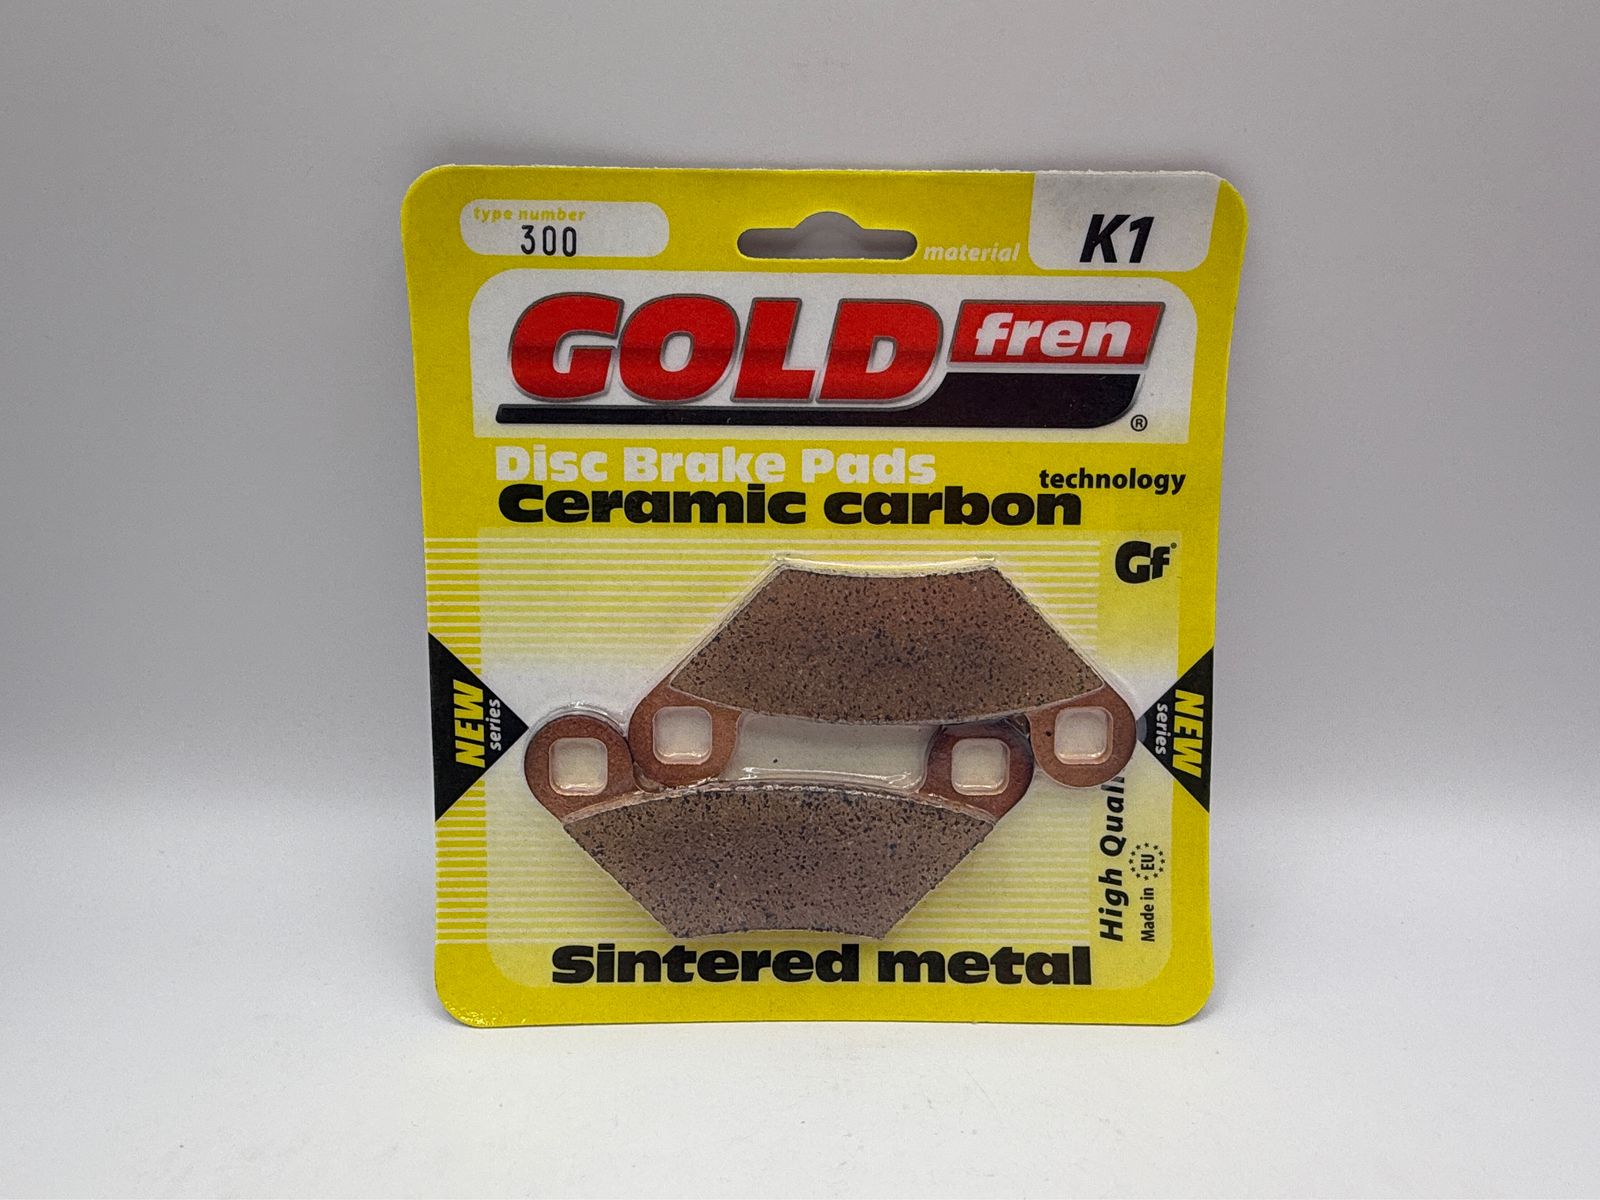 type number
300
material
K1
GOLD fren
®
Disc Brake Pads
technology
Ceramic carbon
Gf
NEW
series
NEW
series
High Quali
Made in EU
Sintered metal